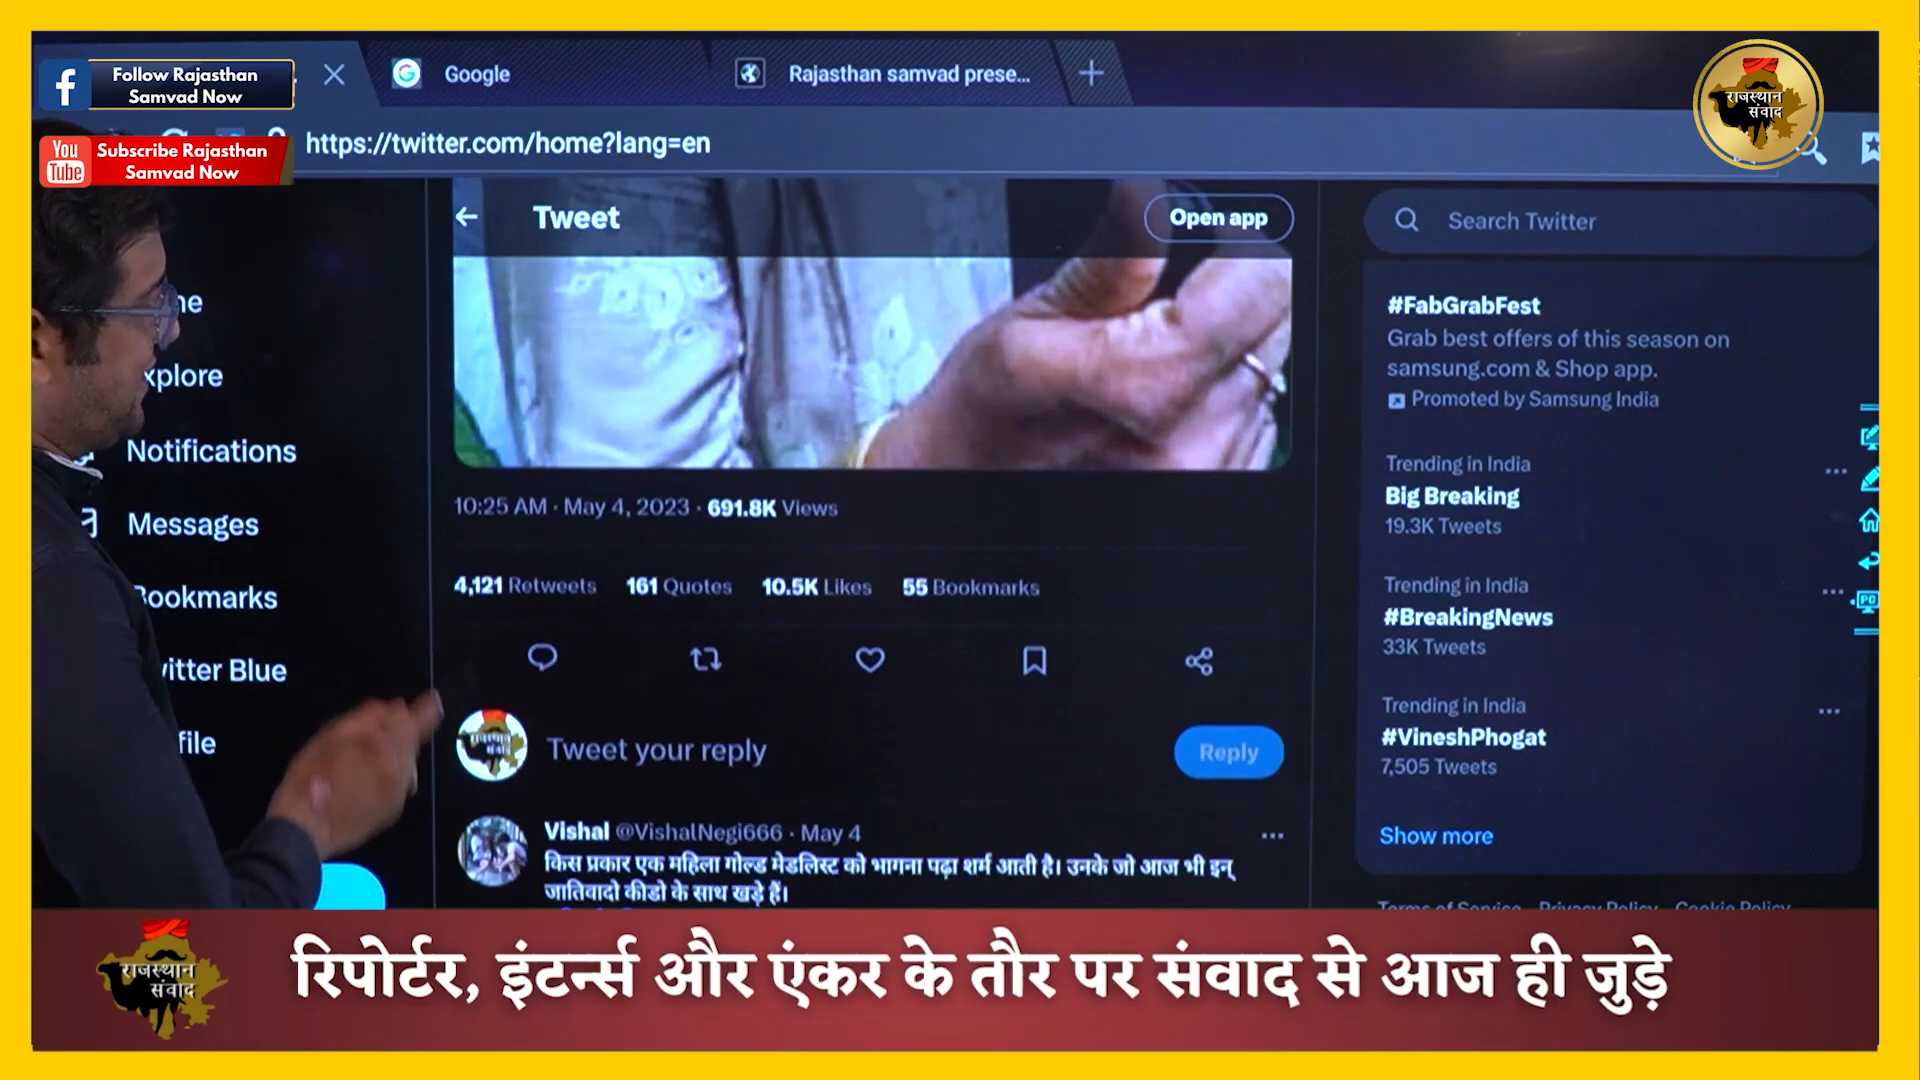 Follow Rajasthan
Samvad Now
Google
Rajasthan samvad prese...
You
Tube
Subscribe Rajasthan
Samvad Now
https://twitter.com/home?lang=en
राजस्थान
संवाद
Tweet
Open app
Search Twitter
#FabGrabFest
Grab best offers of this season on
samsung.com & Shop app.
Promoted by Samsung India
xplore
Notifications
Messages
Bookmarks
itter Blue
file
10:25 AM · May 4, 2023 · 691.8K Views
4,121 Retweets 161 Quotes 10.5K Likes 55 Bookmarks
Trending in India
Big Breaking
19.3K Tweets
Trending in India
#BreakingNews
33K Tweets
PC
Trending in India
#VineshPhogat
7,505 Tweets
Show more
राजस्थान
संवाद
Tweet your reply
Reply
Vishal @VishalNegi666 · May 4
किस प्रकार एक महिला गोल्ड मेडलिस्ट को भागना पढ़ा शर्म आती है। उनके जो आज भी इन्
जातिवादो कीडो के साथ खड़े हैं।
Terms of Service Privacy Policy Cookie Policy
राजस्थान
संवाद
रिपोर्टर, इंटर्न्स और एंकर के तौर पर संवाद से आज ही जुड़े